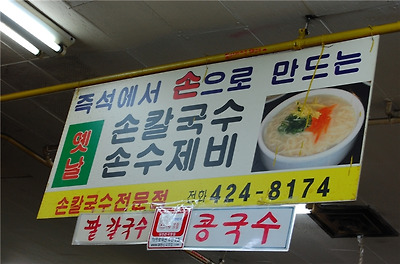 즉석에서 손으로 만드는
옛날
손칼국수
손수제비
손칼국수전문점 전화 424-8174
팥칼국수 콩국수